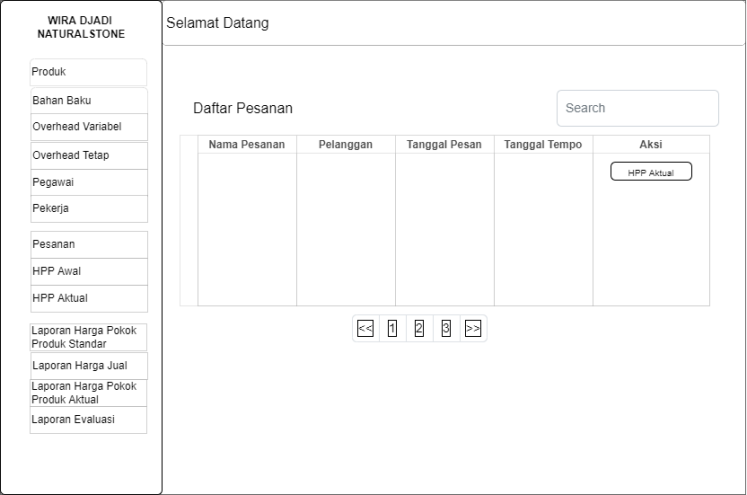 WIRA DJADI
NATURALSTONE
Selamat Datang
Produk
Bahan Baku
Overhead Variabel
Overhead Tetap
Pegawai
Pekerja
Pesanan
HPP Awal
HPP Aktual
Laporan Harga Pokok
Produk Standar
Laporan Harga Jual
Laporan Harga Pokok
Produk Aktual
Laporan Evaluasi
Daftar Pesanan
Search
Nama Pesanan Pelanggan Tanggal Pesan Tanggal Tempo Aksi
HPP Aktual
<< 1 2 3 >>